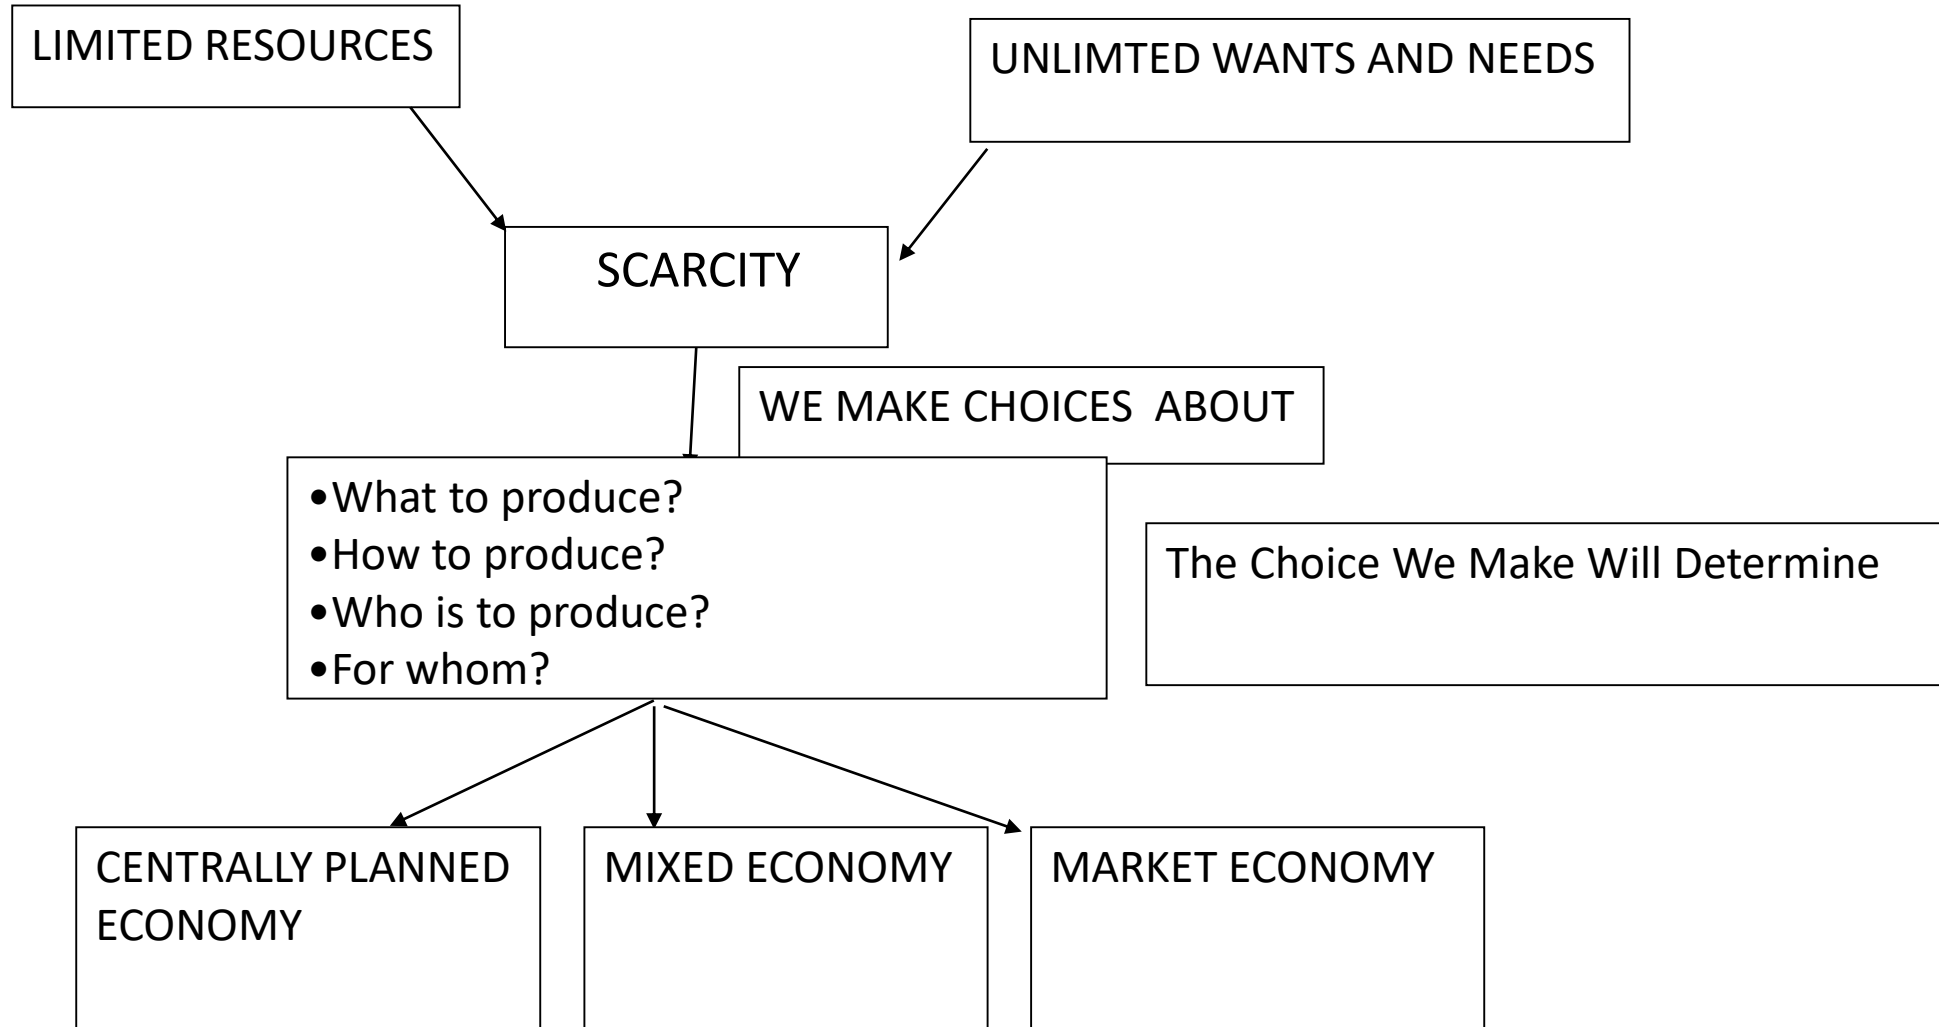 LIMITED RESOURCES
UNLIMTED WANTS AND NEEDS
SCARCITY
WE MAKE CHOICES ABOUT
•What to produce?
•How to produce?
•Who is to produce?
•For whom?
The Choice We Make Will Determine
CENTRALLY PLANNED
ECONOMY
MIXED ECONOMY
MARKET ECONOMY